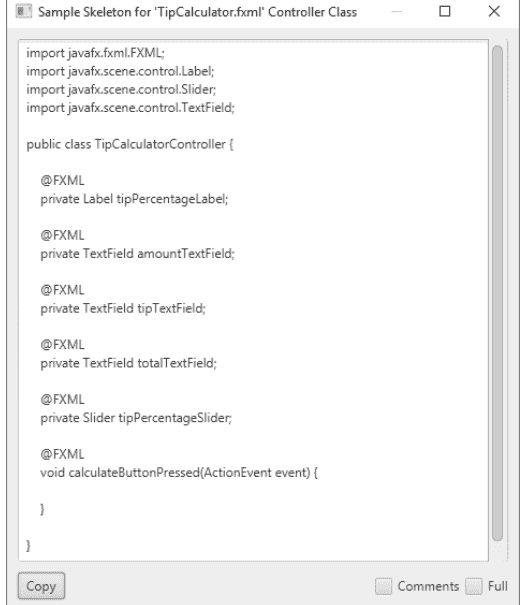 Sample Skeleton for 'TipCalculator.fxml' Controller Class
import javafx.fxml.FXML;
import javafx.scene.control.Label;
import javafx.scene.control.Slider;
import javafx.scene.control.TextField;
public class TipCalculatorController {
@FXML
private Label tipPercentageLabel;
@FXML
private TextField amountTextField;
@FXML
private TextField tipTextField;
@FXML
private TextField totalTextField;
@FXML
private Slider tipPercentageSlider;
@FXML
void calculateButtonPressed(ActionEvent event) {
}
}
Copy Comments Full